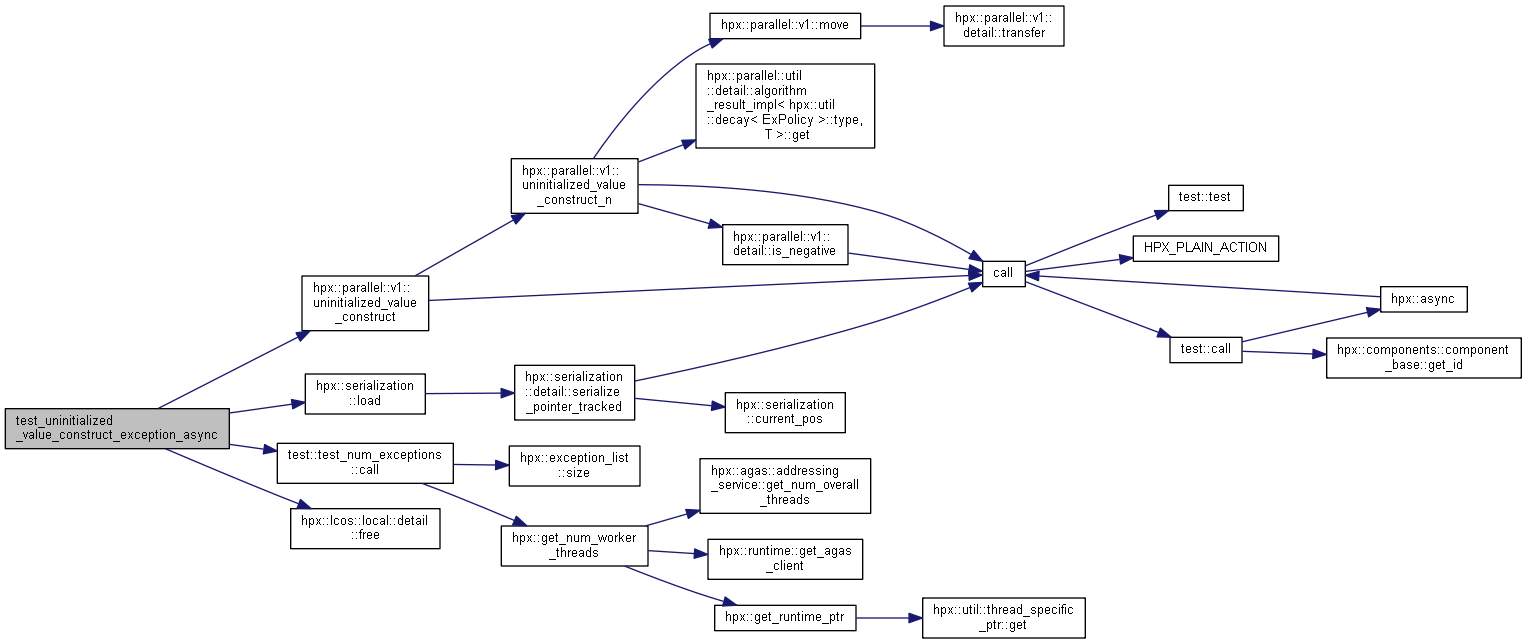 hpx::parallel::v1::move
hpx::parallel::v1::
detail::transfer
hpx::parallel::util
::detail::algorithm
_result_impl< hpx::util
::decay< ExPolicy >::type,
T >::get
hpx::parallel::v1::
uninitialized_value
_construct_n
test::test
hpx::parallel::v1::
detail::is_negative
HPX_PLAIN_ACTION
call
hpx::parallel::v1::
uninitialized_value
_construct
hpx::async
test::call
hpx::components::component
_base::get_id
hpx::serialization
::load
hpx::serialization
::detail::serialize
_pointer_tracked
hpx::serialization
::current_pos
test_uninitialized
_value_construct_exception_async
test::test_num_exceptions
::call
hpx::exception_list
::size
hpx::agas::addressing
_service::get_num_overall
_threads
hpx::lcos::local::detail
::free
hpx::get_num_worker
_threads
hpx::runtime::get_agas
_client
hpx::get_runtime_ptr
hpx::util::thread_specific
_ptr::get